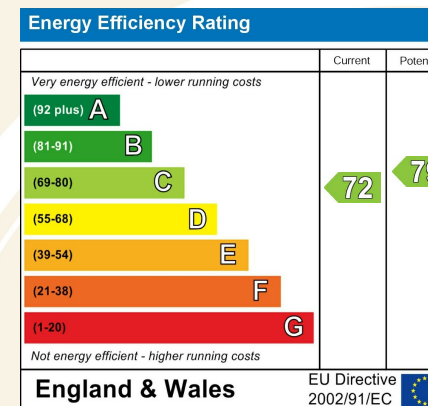 Energy Efficiency Rating
Current
Very energy efficient - lower running costs
(92 plus) A
(81-91) B
(69-80) C
72
(55-68) D
(39-54) E
(21-38) F
(1-20) G
Not energy efficient - higher running costs
England & Wales
EU Directive
2002/91/EC